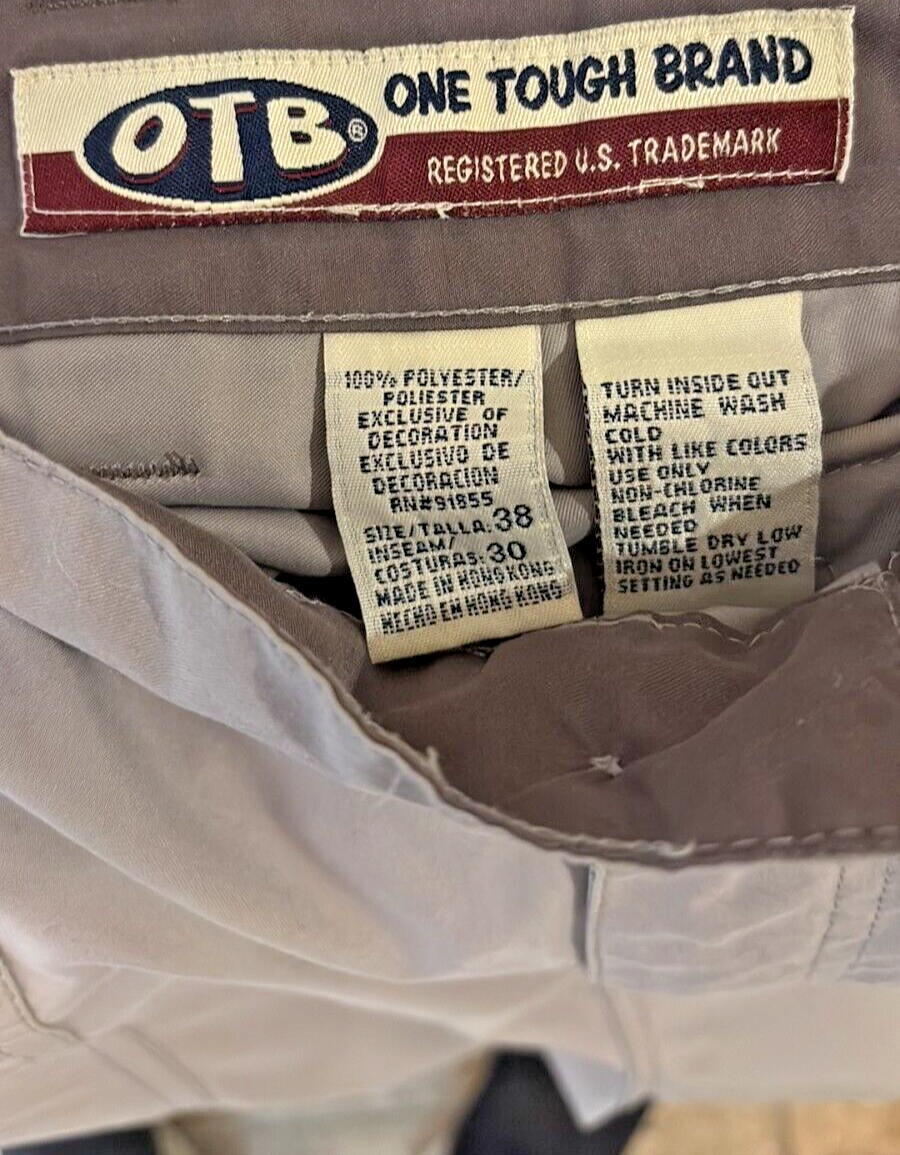 OTB® ONE TOUGH BRAND
REGISTERED U.S. TRADEMARK
100% POLYESTER/
POLIESTER
EXCLUSIVE OF
DECORATION
EXCLUSIVO DE
DECORACION
RN#91855
SIZE/TALLA: 38
INSEAM/
COSTURAS: 30
MADE IN HONG KONG
HECHO EN HONG KONG
TURN INSIDE OUT
MACHINE WASH
COLD
WITH LIKE COLORS
USE ONLY
NON-CHLORINE
BLEACH WHEN
NEEDED
TUMBLE DRY LOW
IRON ON LOWEST
SETTING AS NEEDED